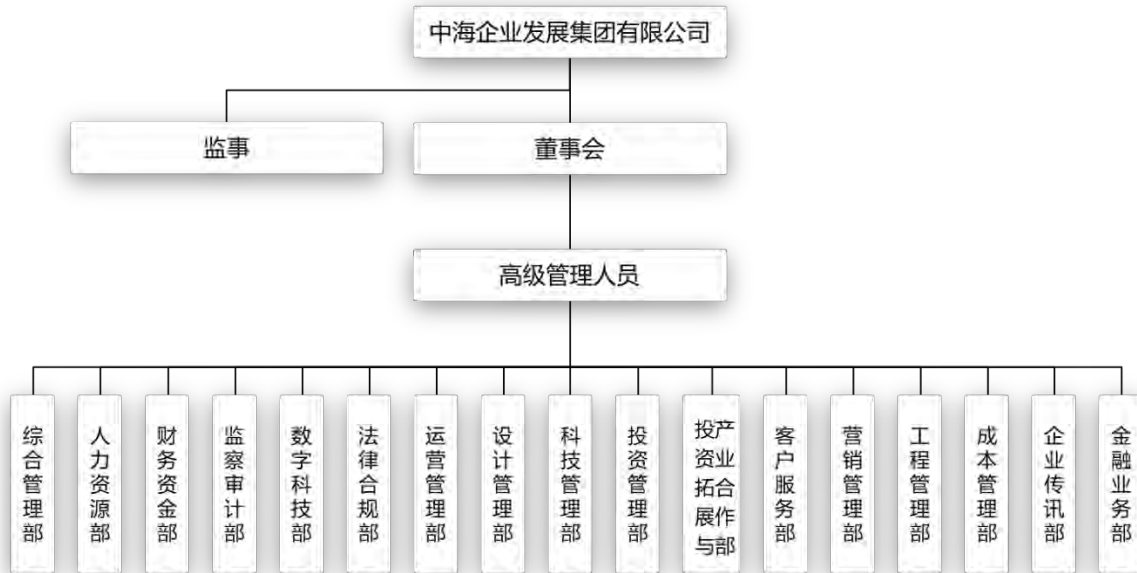 中海企业发展集团有限公司
监事
董事会
高级管理人员
综合管理部
人力资源部
财务资金部
监察审计部
数字科技部
法律合规部
运营管理部
设计管理部
科技管理部
投资管理部
投资拓展与
产业合作部
客户服务部
营销管理部
工程管理部
成本管理部
企业传讯部
金融业务部